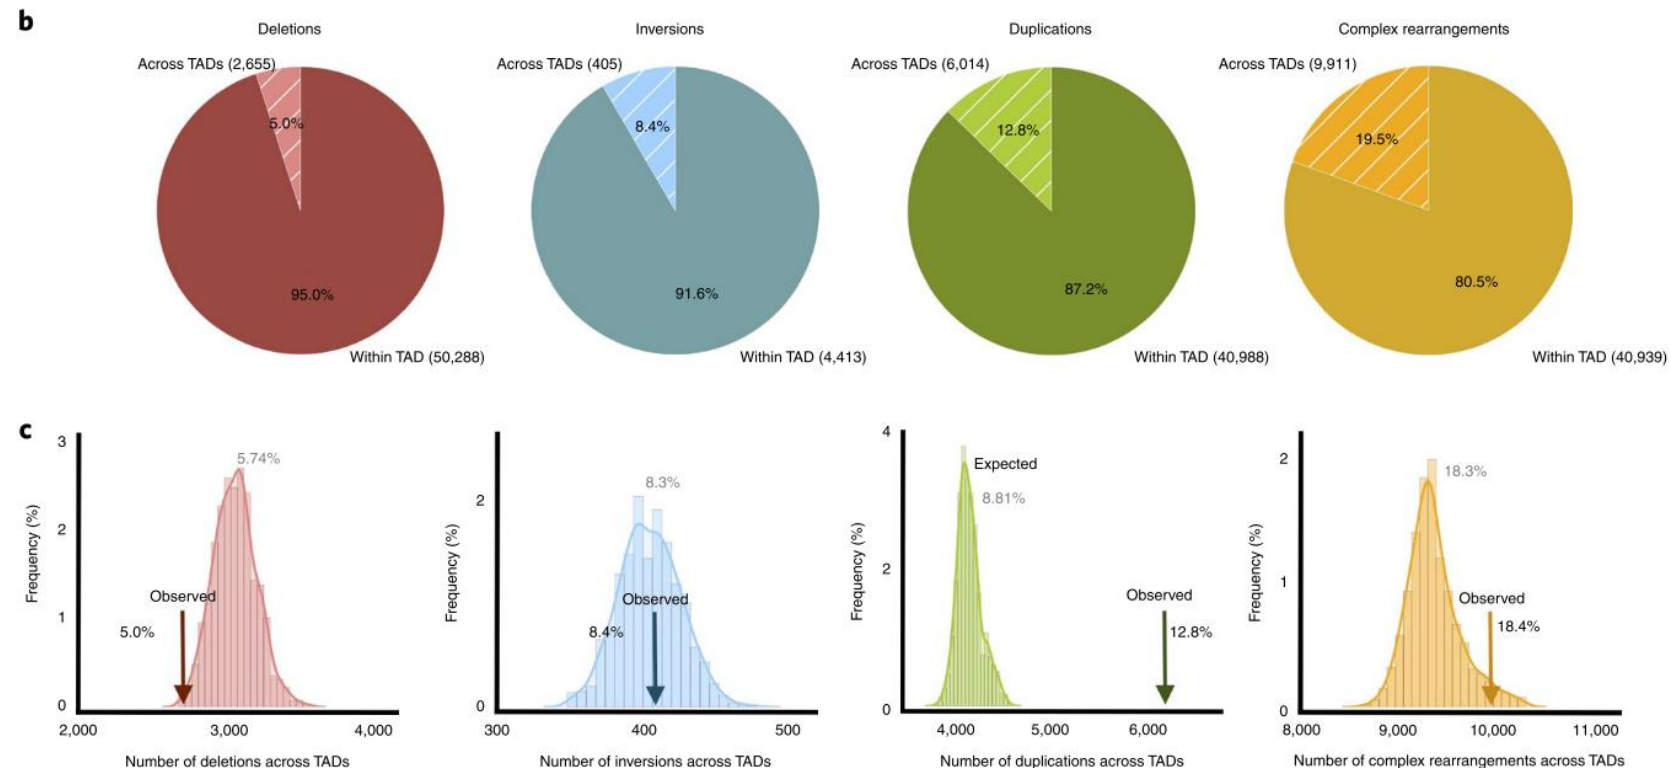 b
Deletions
Across TADs (2,655)
5.0%
95.0%
Within TAD (50,288)
Inversions
Across TADs (405)
8.4%
91.6%
Within TAD (4,413)
Duplications
Across TADs (6,014)
12.8%
87.2%
Within TAD (40,988)
Complex rearrangements
Across TADs (9,911)
19.5%
80.5%
Within TAD (40,939)
c
Frequency (%)
3
2
1
0
5.74%
Observed
5.0%
2,000
3,000
4,000
Number of deletions across TADs
Frequency (%)
2
0
8.3%
Observed
8.4%
300
400
500
Number of inversions across TADs
Frequency (%)
4
2
0
Expected
8.81%
Observed
12.8%
4,000
5,000
6,000
Number of duplications across TADs
Frequency (%)
2
1
0
18.3%
Observed
18.4%
8,000
9,000
10,000
11,000
Number of complex rearrangements across TADs